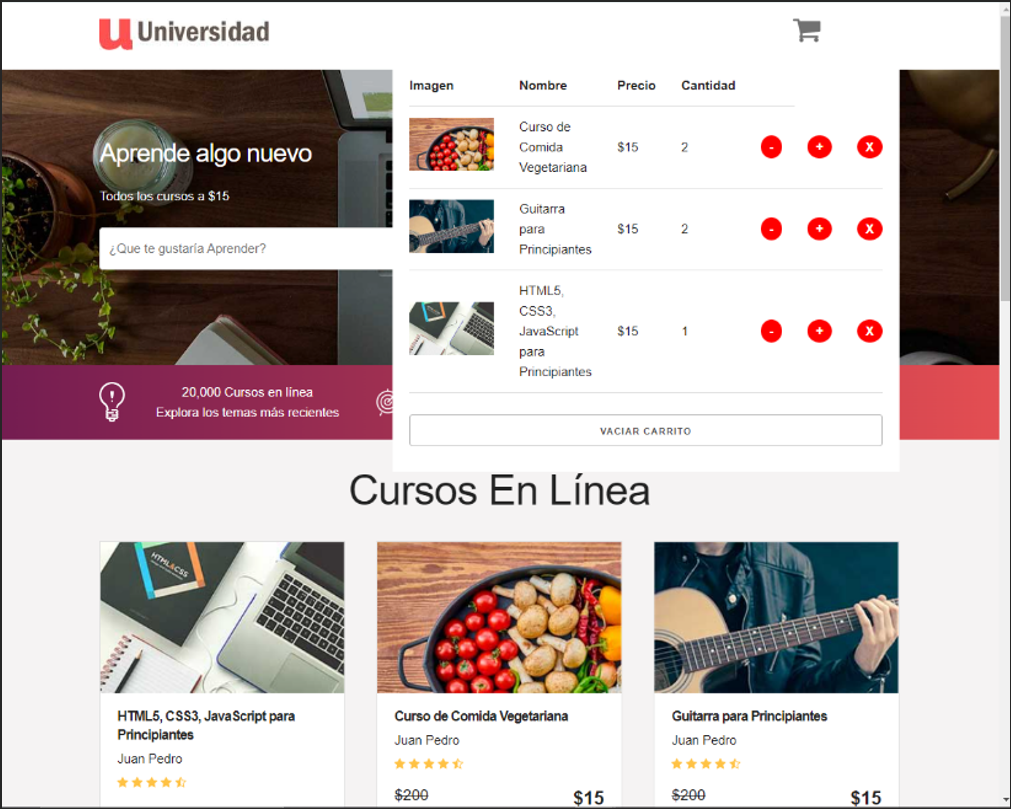 Universidad
Imagen Nombre Precio Cantidad
Curso de
Comida
Vegetariana
$15 2 - + X
Guitarra
para
Principiantes
$15 2 - + X
HTML5,
CSS3,
JavaScript
para
Principiantes
$15 1 - + X
VACIAR CARRITO
Aprende algo nuevo
Todos los cursos a $15
¿Que te gustaría Aprender?
20,000 Cursos en línea
Explora los temas más recientes
Cursos En Línea
HTML&CSS
HTML5, CSS3, JavaScript para
Principiantes
Juan Pedro
Curso de Comida Vegetariana
Juan Pedro
$200 $15
Guitarra para Principiantes
Juan Pedro
$200 $15